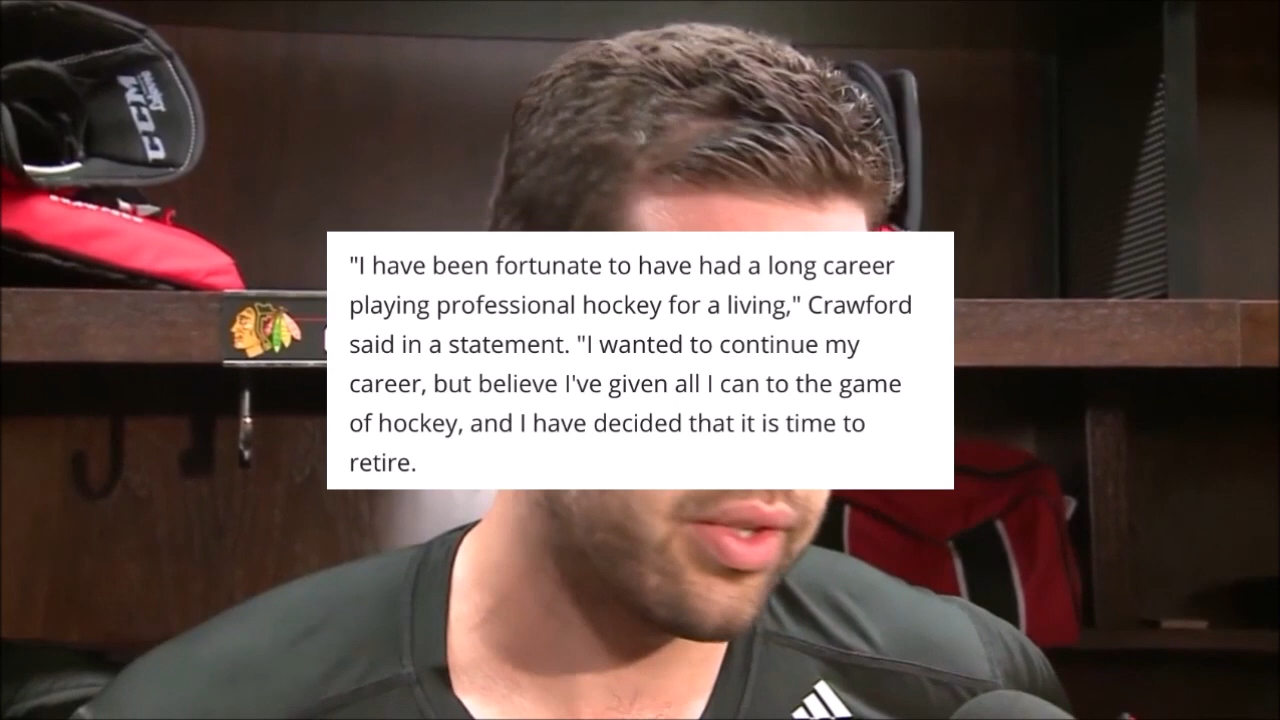 CCM
"I have been fortunate to have had a long career
playing professional hockey for a living," Crawford
said in a statement. "I wanted to continue my
career, but believe I've given all I can to the game
of hockey, and I have decided that it is time to
retire.